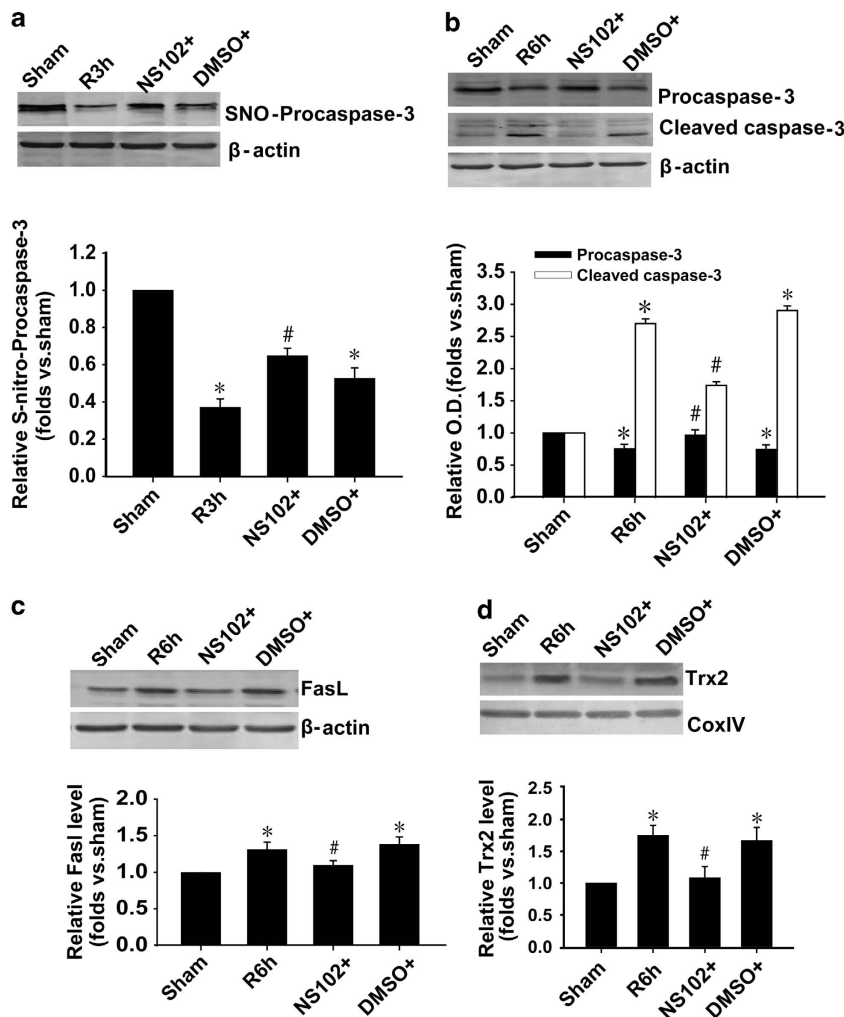 a
Sham R3h NS102+ DMSO+
SNO-Procaspase-3
β-actin
Relative S-nitro-Procaspase-3
(folds vs.sham)
1.2
1.0
0.8
0.6
0.4
0.2
0.0
* # *
Sham R3h NS102+ DMSO+
b
Sham R6h NS102+ DMSO+
Procaspase-3
Cleaved caspase-3
β-actin
Procaspase-3
Cleaved caspase-3
Relative O.D.(folds vs.sham)
3.5
3.0
2.5
2.0
1.5
1.0
0.5
0.0
* * # # * *
Sham R6h NS102+ DMSO+
c
Sham R6h NS102+ DMSO+
FasL
β-actin
Relative Fasl level
(folds vs.sham)
2.0
1.5
1.0
0.5
0.0
* # *
Sham R6h NS102+ DMSO+
d
Sham R6h NS102+ DMSO+
Trx2
CoxIV
Relative Trx2 level
(folds vs.sham)
2.5
2.0
1.5
1.0
0.5
0.0
* # *
Sham R6h NS102+ DMSO+